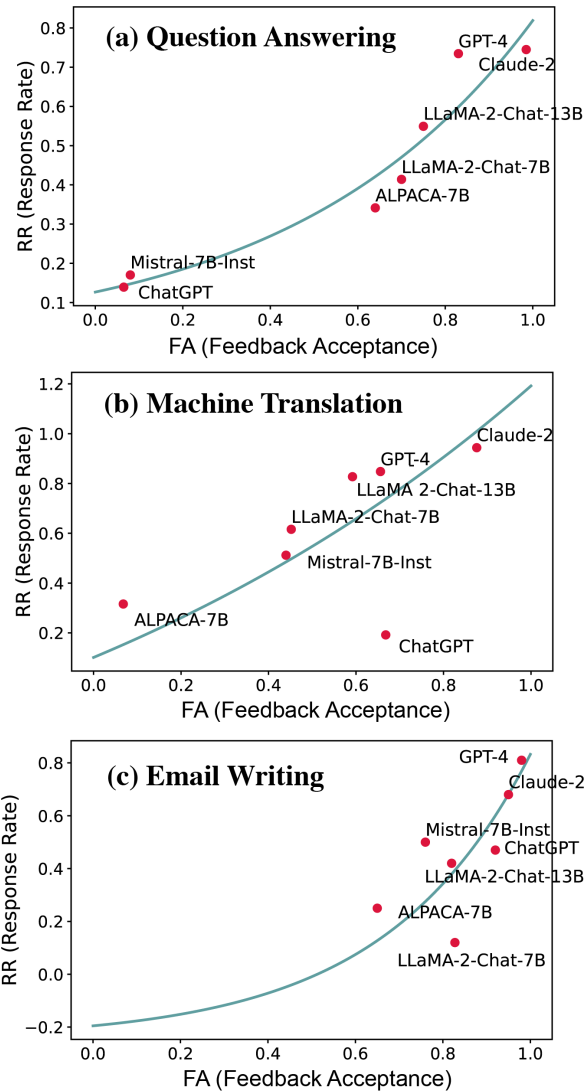 (a) Question Answering
RR (Response Rate)
0.8
0.7
0.6
0.5
0.4
0.3
0.2
0.1
GPT-4
Claude-2
LLaMA-2-Chat-13B
LLaMA-2-Chat-7B
ALPACA-7B
Mistral-7B-Inst
ChatGPT
0.0 0.2 0.4 0.6 0.8 1.0
FA (Feedback Acceptance)
(b) Machine Translation
RR (Response Rate)
1.2
1.0
0.8
0.6
0.4
0.2
Claude-2
GPT-4
LLaMA 2-Chat-13B
LLaMA-2-Chat-7B
Mistral-7B-Inst
ALPACA-7B
ChatGPT
0.0 0.2 0.4 0.6 0.8 1.0
FA (Feedback Acceptance)
(c) Email Writing
RR (Response Rate)
0.8
0.6
0.4
0.2
0.0
−0.2
GPT-4
Claude-2
Mistral-7B-Inst
ChatGPT
LLaMA-2-Chat-13B
ALPACA-7B
LLaMA-2-Chat-7B
0.0 0.2 0.4 0.6 0.8 1.0
FA (Feedback Acceptance)